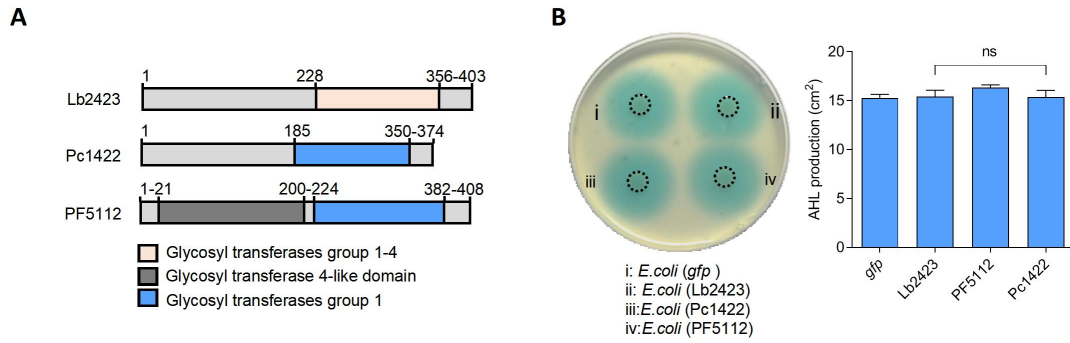 A
1
228
356-403
Lb2423
1
185
350-374
Pc1422
1-21
200-224
382-408
PF5112
Glycosyl transferases group 1-4
Glycosyl transferase 4-like domain
Glycosyl transferases group 1
B
i
ii
iii
iv
i: E.coli (gfp )
ii: E.coli (Lb2423)
iii:E.coli (Pc1422)
iv:E.coli (PF5112)
AHL production (cm²)
20
15
10
5
0
ns
gfp
Lb2423
PF5112
Pc1422